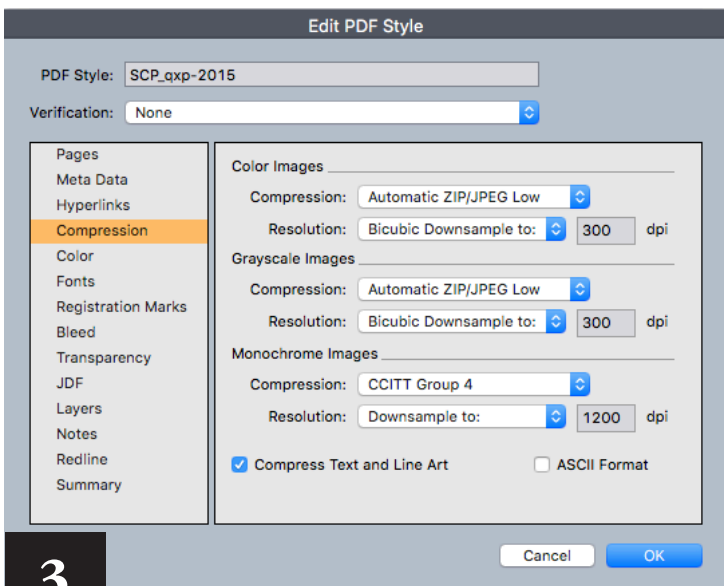 Edit PDF Style
PDF Style: SCP_qxp-2015
Verification: None
Pages
Meta Data
Hyperlinks
Compression
Color
Fonts
Registration Marks
Bleed
Transparency
JDF
Layers
Notes
Redline
Summary
Color Images
Compression: Automatic ZIP/JPEG Low
Resolution: Bicubic Downsample to: 300 dpi
Grayscale Images
Compression: Automatic ZIP/JPEG Low
Resolution: Bicubic Downsample to: 300 dpi
Monochrome Images
Compression: CCITT Group 4
Resolution: Downsample to: 1200 dpi
Compress Text and Line Art ASCII Format
Cancel OK
3